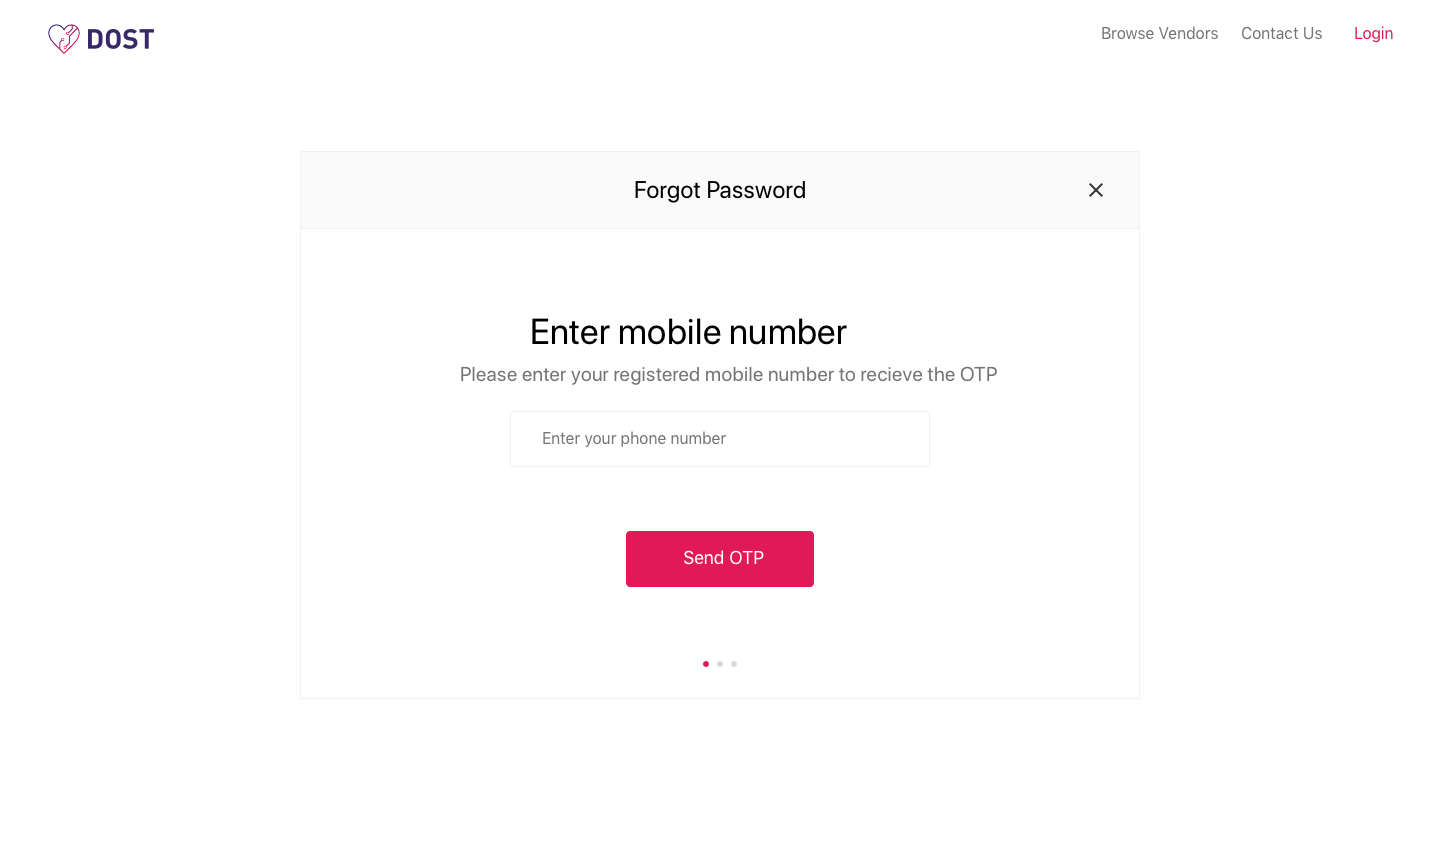 DOST
Browse Vendors
Contact Us
Login
Forgot Password
Enter mobile number
Please enter your registered mobile number to recieve the OTP
Enter your phone number
Send OTP